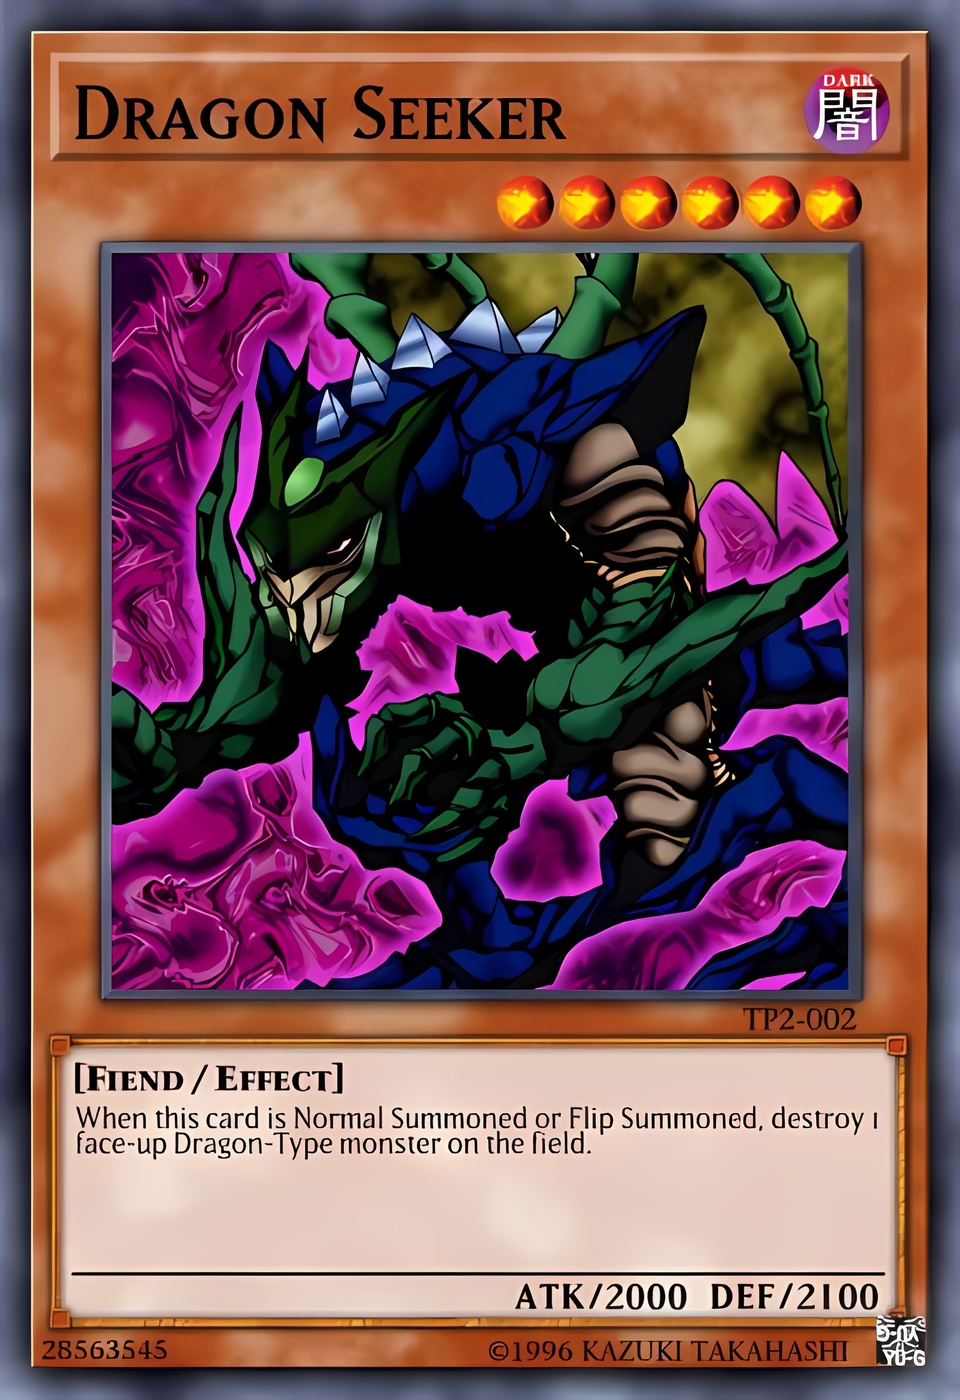 DRAGON SEEKER
DARK
闇
TP2-002
[FIEND / EFFECT]
When this card is Normal Summoned or Flip Summoned, destroy 1
face-up Dragon-Type monster on the field.
ATK/2000 DEF/2100
28563545
©1996 KAZUKI TAKAHASHI